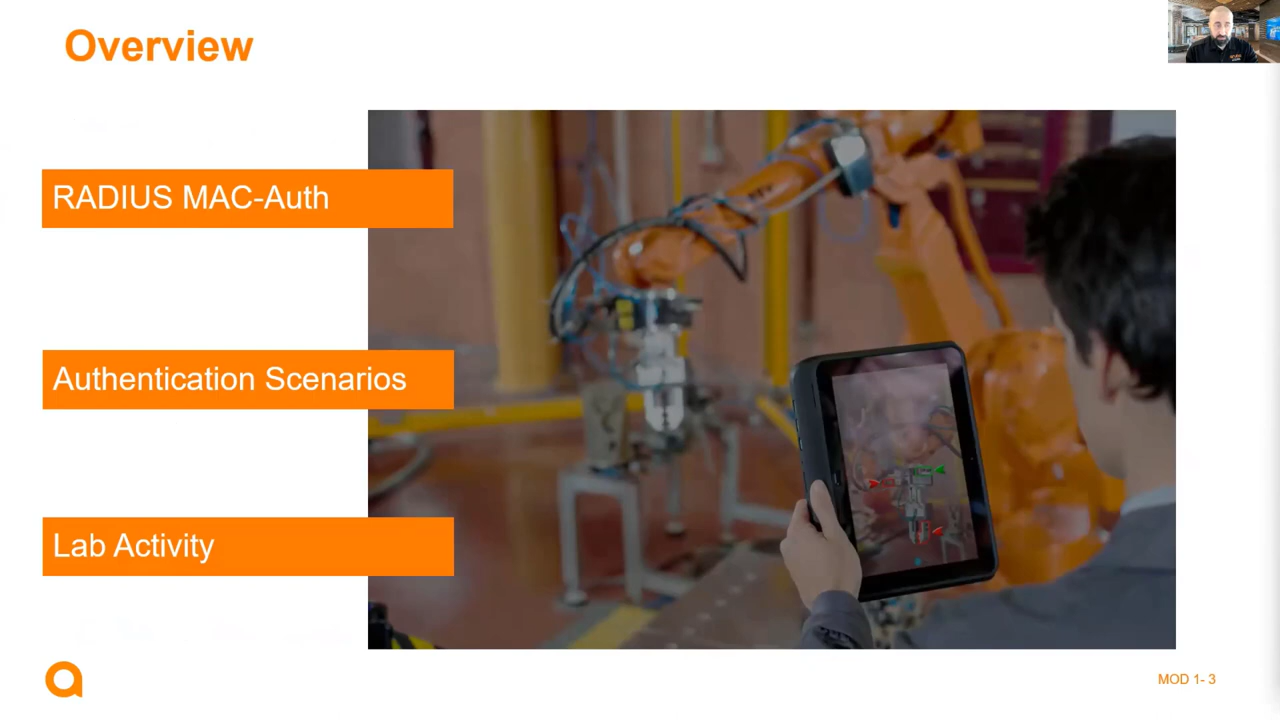 Overview
RADIUS MAC-Auth
Authentication Scenarios
Lab Activity
MOD 1- 3